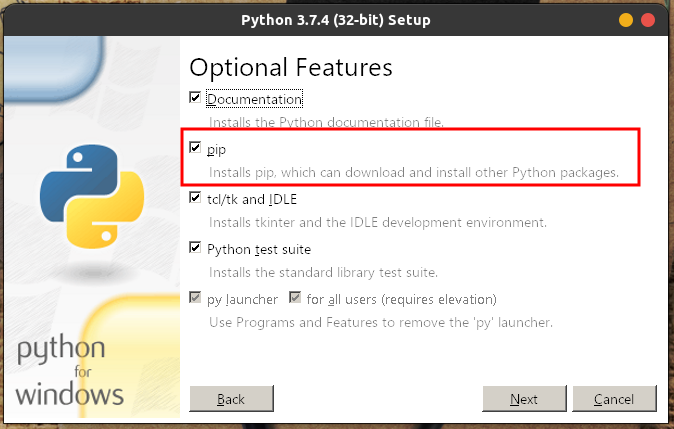 Python 3.7.4 (32-bit) Setup
Optional Features
Documentation
Installs the Python documentation file.
pip
Installs pip, which can download and install other Python packages.
tcl/tk and IDLE
Installs tkinter and the IDLE development environment.
Python test suite
Installs the standard library test suite.
py launcher for all users (requires elevation)
Use Programs and Features to remove the 'py' launcher.
python
for
windows
Back Next Cancel